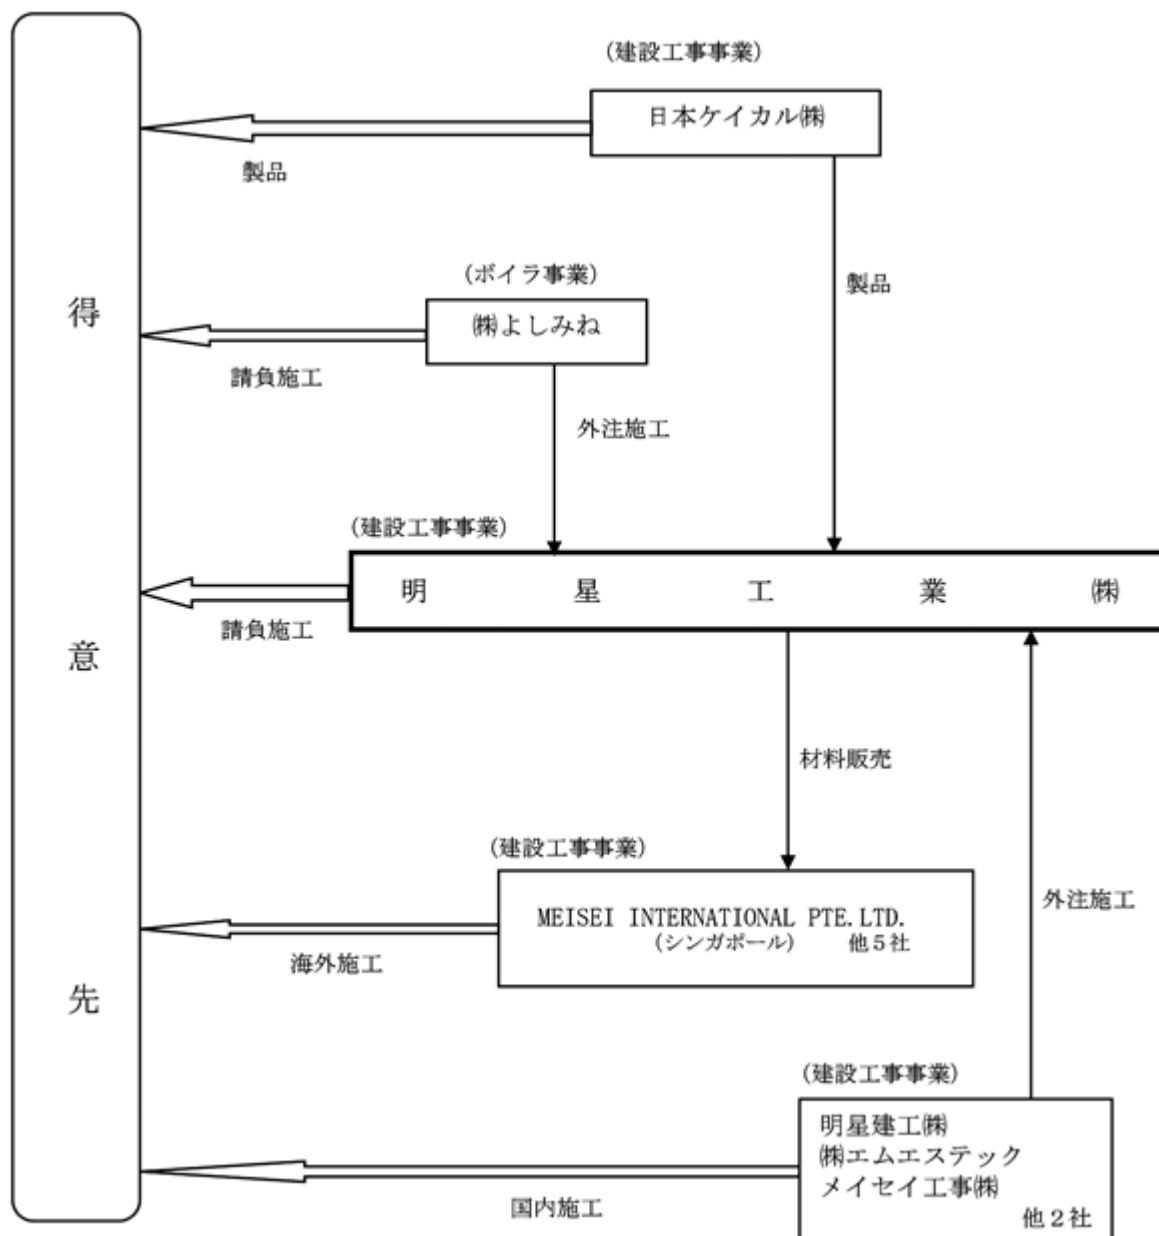 (建設工事事業)
日本ケイカル㈱
製品
製品
(ボイラ事業)
㈱よしみね
請負施工
外注施工
得意先
(建設工事事業)
明星工業㈱
請負施工
材料販売
(建設工事事業)
MEISEI INTERNATIONAL PTE.LTD.
(シンガポール) 他5社
海外施工
外注施工
(建設工事事業)
明星建工㈱
㈱エムエステック
メイセイ工事㈱
他2社
国内施工